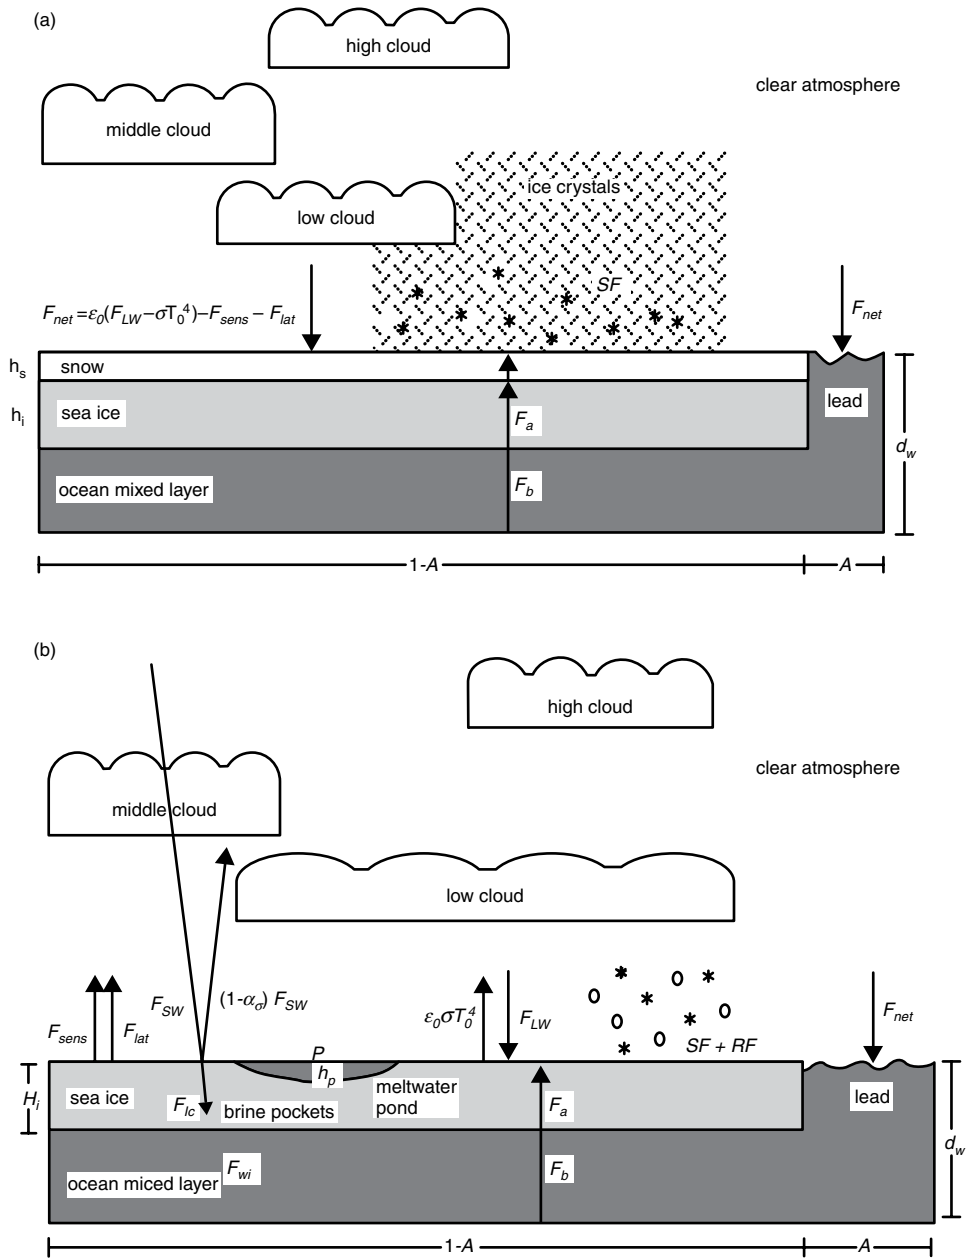 (a)
high cloud
clear atmosphere
middle cloud
ice crystals
low cloud
SF
F_net = ε_0(F_LW – σT_0^4) – F_sens – F_lat
F_net
h_s
snow
h_i
sea ice
F_a
lead
d_w
ocean mixed layer
F_b
1-A
A
(b)
high cloud
clear atmosphere
middle cloud
low cloud
F_SW
(1-α_σ) F_SW
ε_0σT_0^4
F_LW
F_net
F_sens
F_lat
SF + RF
P
h_p
H_i
sea ice
F_Ic
brine pockets
meltwater
pond
F_a
lead
d_w
F_wi
F_b
ocean miced layer
1-A
A